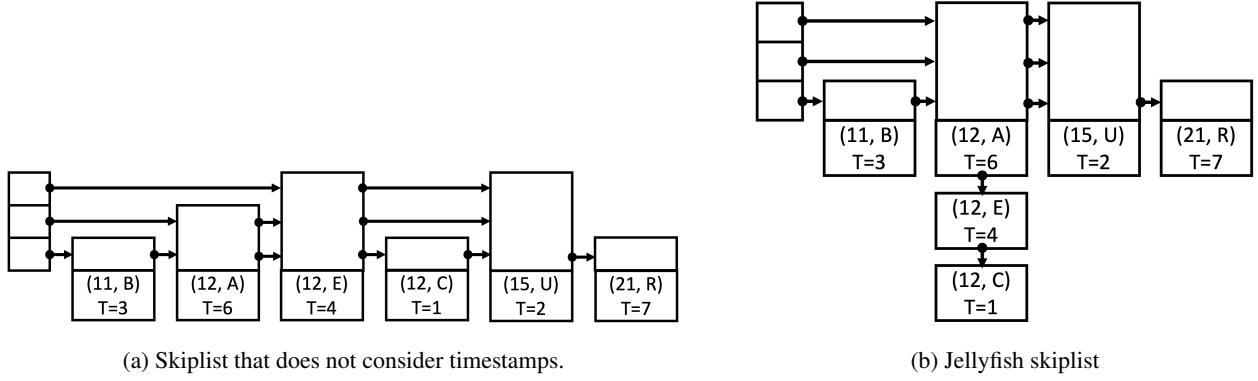 (11, B)
T=3
(12, A)
T=6
(12, E)
T=4
(12, C)
T=1
(15, U)
T=2
(21, R)
T=7
(a) Skiplist that does not consider timestamps.
(11, B)
T=3
(12, A)
T=6
(15, U)
T=2
(21, R)
T=7
(12, E)
T=4
(12, C)
T=1
(b) Jellyfish skiplist